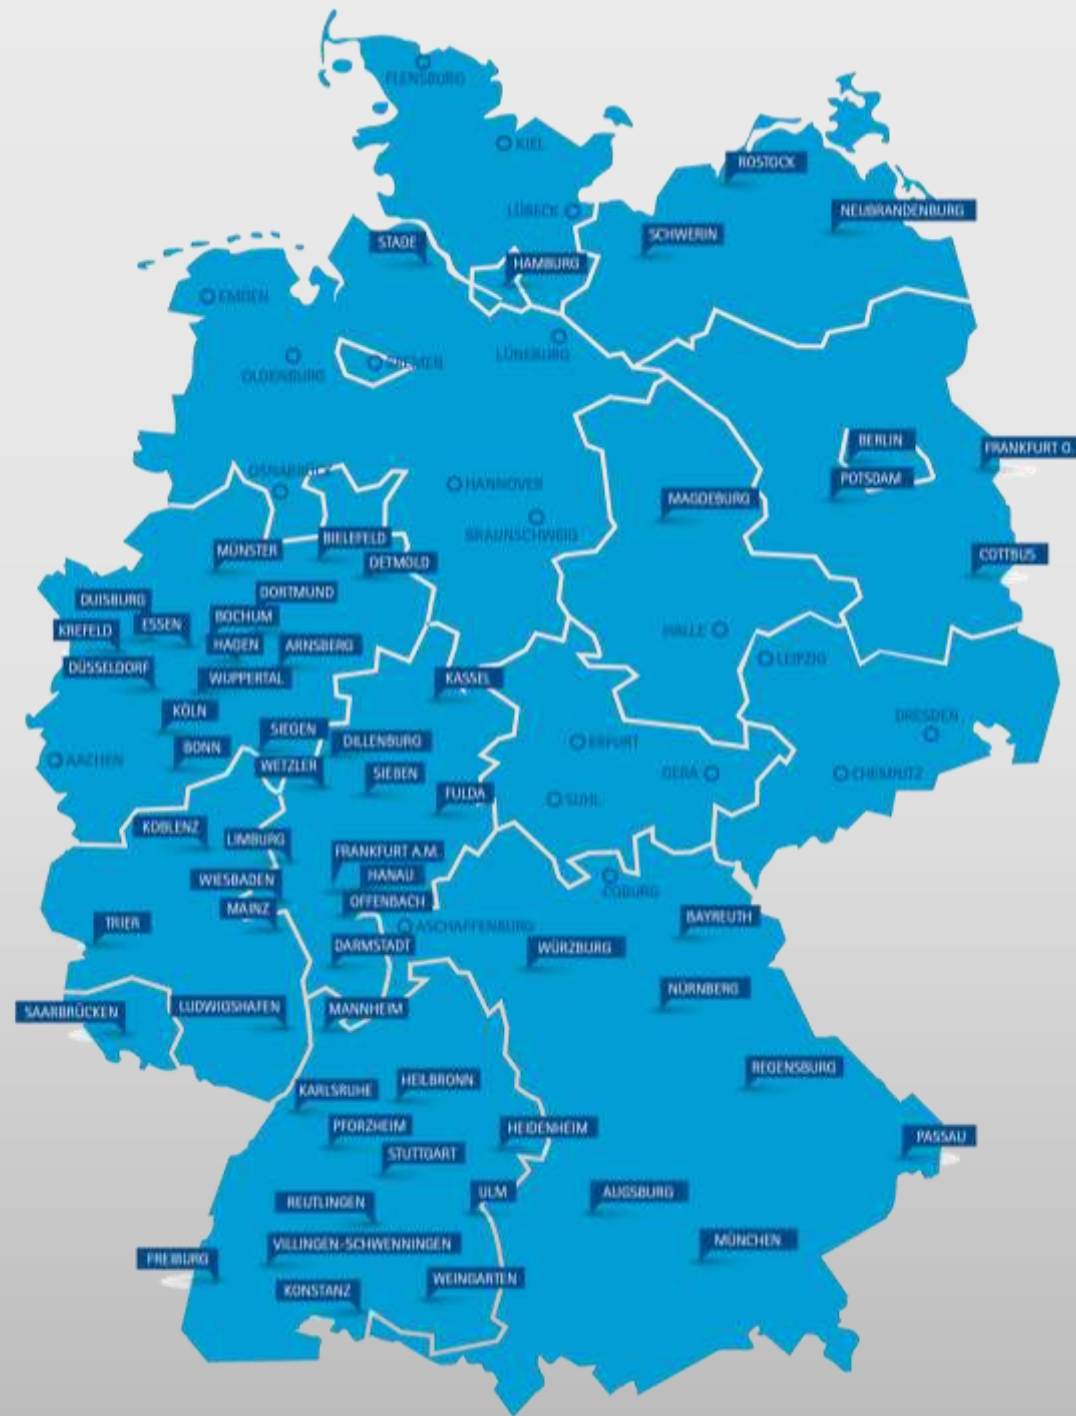 FLENSBURG
KIEL
ROSTOCK
LÜBECK
NEUBRANDENBURG
SCHWERIN
STADE
HAMBURG
EMDEN
LÜNEBURG
OLDENBURG
BREMEN
BERLIN
FRANKFURT O.
OSNABRÜCK
HANNOVER
POTSDAM
MAGDEBURG
BRAUNSCHWEIG
BIELEFELD
MÜNSTER
COTTBUS
DETMOLD
DORTMUND
DUISBURG
BOCHUM
ESSEN
KREFELD
HALLE
HAGEN
ARNSBERG
LEIPZIG
DÜSSELDORF
WUPPERTAL
KASSEL
KÖLN
DRESDEN
SIEGEN
DILLENBURG
ERFURT
BONN
AACHEN
WETZLER
SIEBEN
GERA
CHEMNITZ
FULDA
SUHL
KOBLENZ
LIMBURG
FRANKFURT A.M.
HANAU
WIESBADEN
COBURG
OFFENBACH
MAINZ
BAYREUTH
TRIER
ASCHAFFENBURG
DARMSTADT
WÜRZBURG
NÜRNBERG
LUDWIGSHAFEN
MANNHEIM
SAARBRÜCKEN
REGENSBURG
HEILBRONN
KARLSRUHE
PFORZHEIM
HEIDENHEIM
PASSAU
STUTTGART
ULM
AUGSBURG
REUTLINGEN
MÜNCHEN
VILLINGEN-SCHWENNINGEN
FREIBURG
WEINGARTEN
KONSTANZ